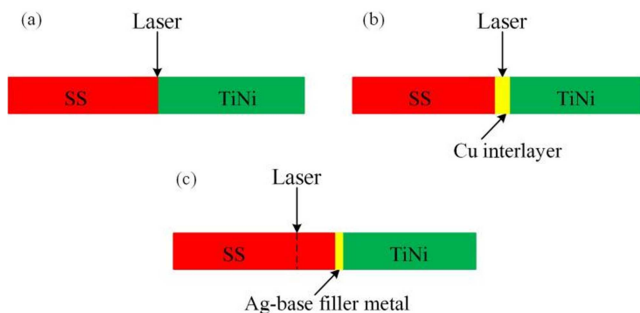 (a)
Laser
SS
TiNi
(b)
Laser
SS
TiNi
Cu interlayer
(c)
Laser
SS
TiNi
Ag-base filler metal